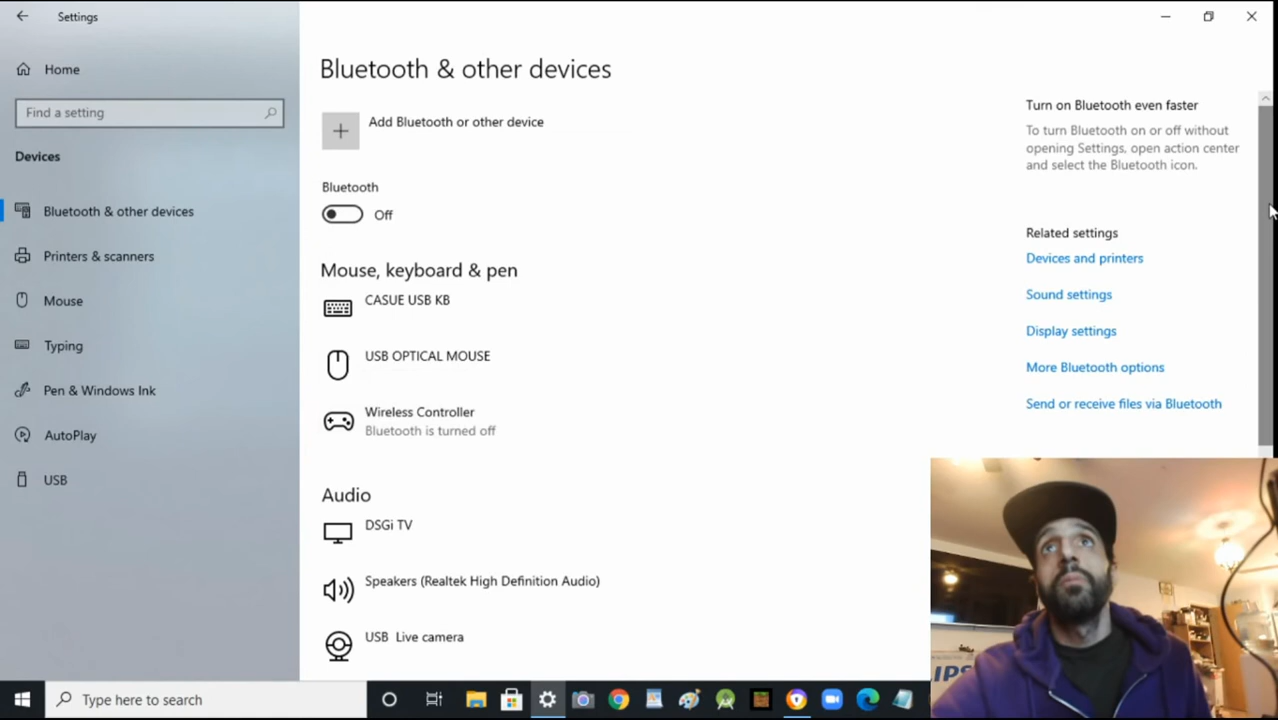 Settings
Home
Find a setting
Devices
Bluetooth & other devices
Printers & scanners
Mouse
Typing
Pen & Windows Ink
AutoPlay
USB
Bluetooth & other devices
Add Bluetooth or other device
Bluetooth
Off
Mouse, keyboard & pen
CASUE USB KB
USB OPTICAL MOUSE
Wireless Controller
Bluetooth is turned off
Audio
DSGi TV
Speakers (Realtek High Definition Audio)
USB Live camera
Turn on Bluetooth even faster
To turn Bluetooth on or off without
opening Settings, open action center
and select the Bluetooth icon.
Related settings
Devices and printers
Sound settings
Display settings
More Bluetooth options
Send or receive files via Bluetooth
IPS
Type here to search